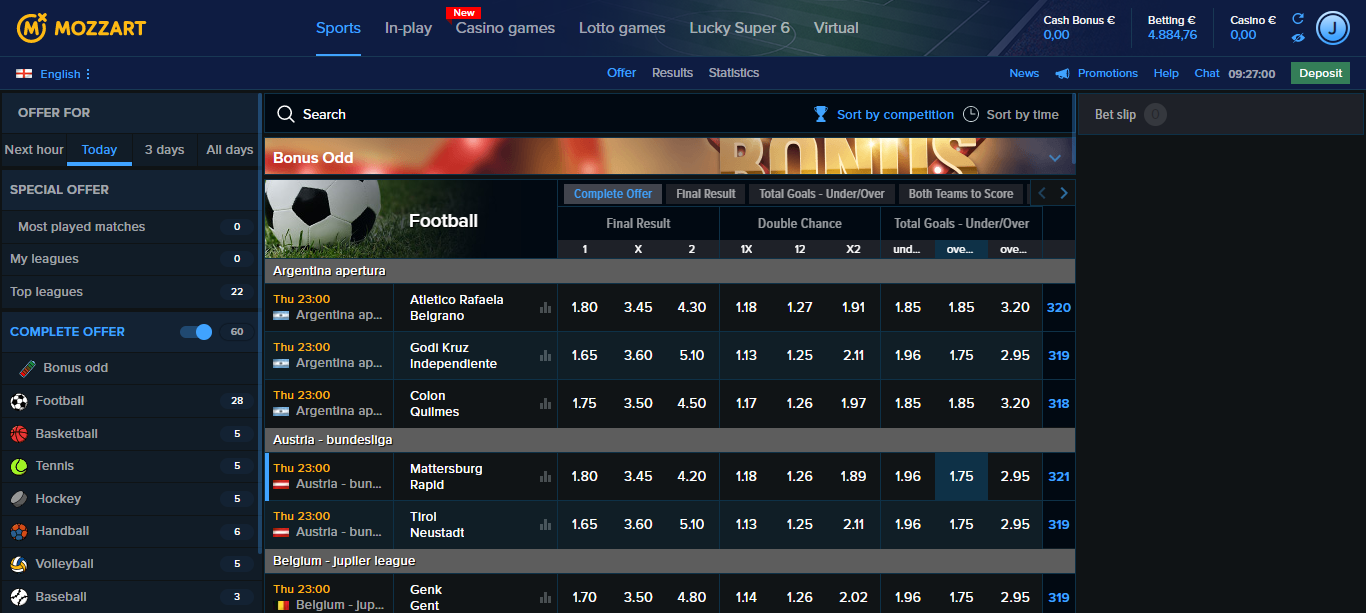 MOZZART
Sports
In-play
New
Casino games
Lotto games
Lucky Super 6
Virtual
Cash Bonus €
0,00
Betting €
4.884,76
Casino €
0,00
J
English
Offer
Results
Statistics
News
Promotions
Help
Chat
09:27:00
Deposit
OFFER FOR
Next hour
Today
3 days
All days
SPECIAL OFFER
Most played matches 0
My leagues 0
Top leagues 22
COMPLETE OFFER 60
Bonus odd
Football 28
Basketball 5
Tennis 5
Hockey 5
Handball 6
Volleyball 5
Baseball 3
Search
Sort by competition
Sort by time
Bonus Odd
BONUS
Football
Complete Offer
Final Result
Total Goals - Under/Over
Both Teams to Score
Final Result
Double Chance
Total Goals - Under/Over
1 X 2 1X 12 X2 und... ove... ove...
Argentina apertura
Thu 23:00
Argentina ap...
Atletico Rafaela
Belgrano
1.80 3.45 4.30 1.18 1.27 1.91 1.85 1.85 3.20 320
Thu 23:00
Argentina ap...
Godi Kruz
Independiente
1.65 3.60 5.10 1.13 1.25 2.11 1.96 1.75 2.95 319
Thu 23:00
Argentina ap...
Colon
Quilmes
1.75 3.50 4.50 1.17 1.26 1.97 1.85 1.85 3.20 318
Austria - bundesliga
Thu 23:00
Austria - bun...
Mattersburg
Rapid
1.80 3.45 4.20 1.18 1.26 1.89 1.96 1.75 2.95 321
Thu 23:00
Austria - bun...
Tirol
Neustadt
1.65 3.60 5.10 1.13 1.25 2.11 1.96 1.75 2.95 319
Belgium - jupiler league
Thu 23:00
Belgium - jup...
Genk
Gent
1.70 3.50 4.80 1.14 1.26 2.02 1.96 1.75 2.95 319
Bet slip 0